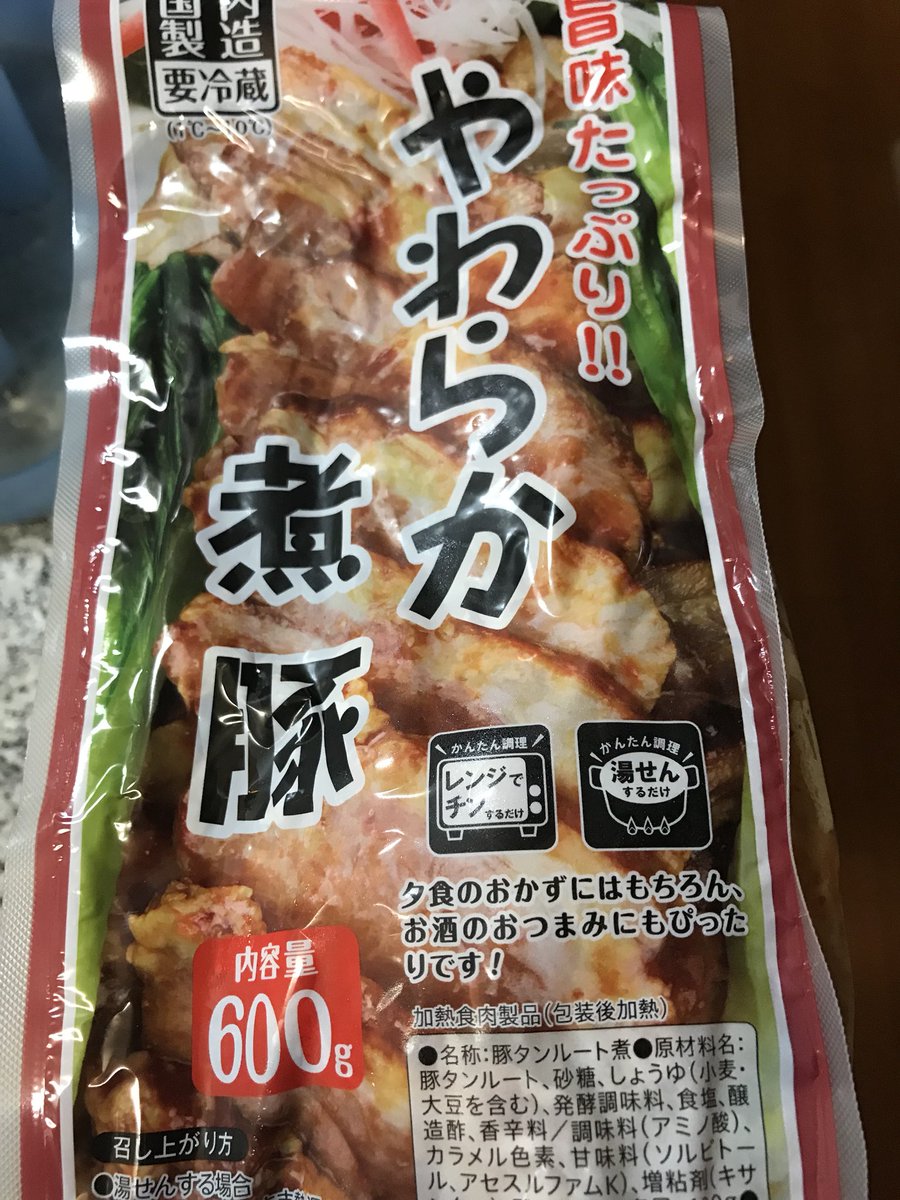 国内
製造
要冷蔵
旨味たっぷり!!
やわらか
煮豚
かんたん調理
レンジで
チンするだけ
かんたん調理
湯せん
するだけ
夕食のおかずにはもちろん、
お酒のおつまみにもぴった
りです!
内容量
600g
加熱食肉製品(包装後加熱)
●名称:豚タンルート煮●原材料名:
豚タンルート、砂糖、しょうゆ(小麦・
大豆を含む)、発酵調味料、食塩、醸
造酢、香辛料/調味料(アミノ酸)、
カラメル色素、甘味料(ソルビトー
ル、アセスルファムK)、増粘剤(キサ
召し上がり方
●湯せんする場合